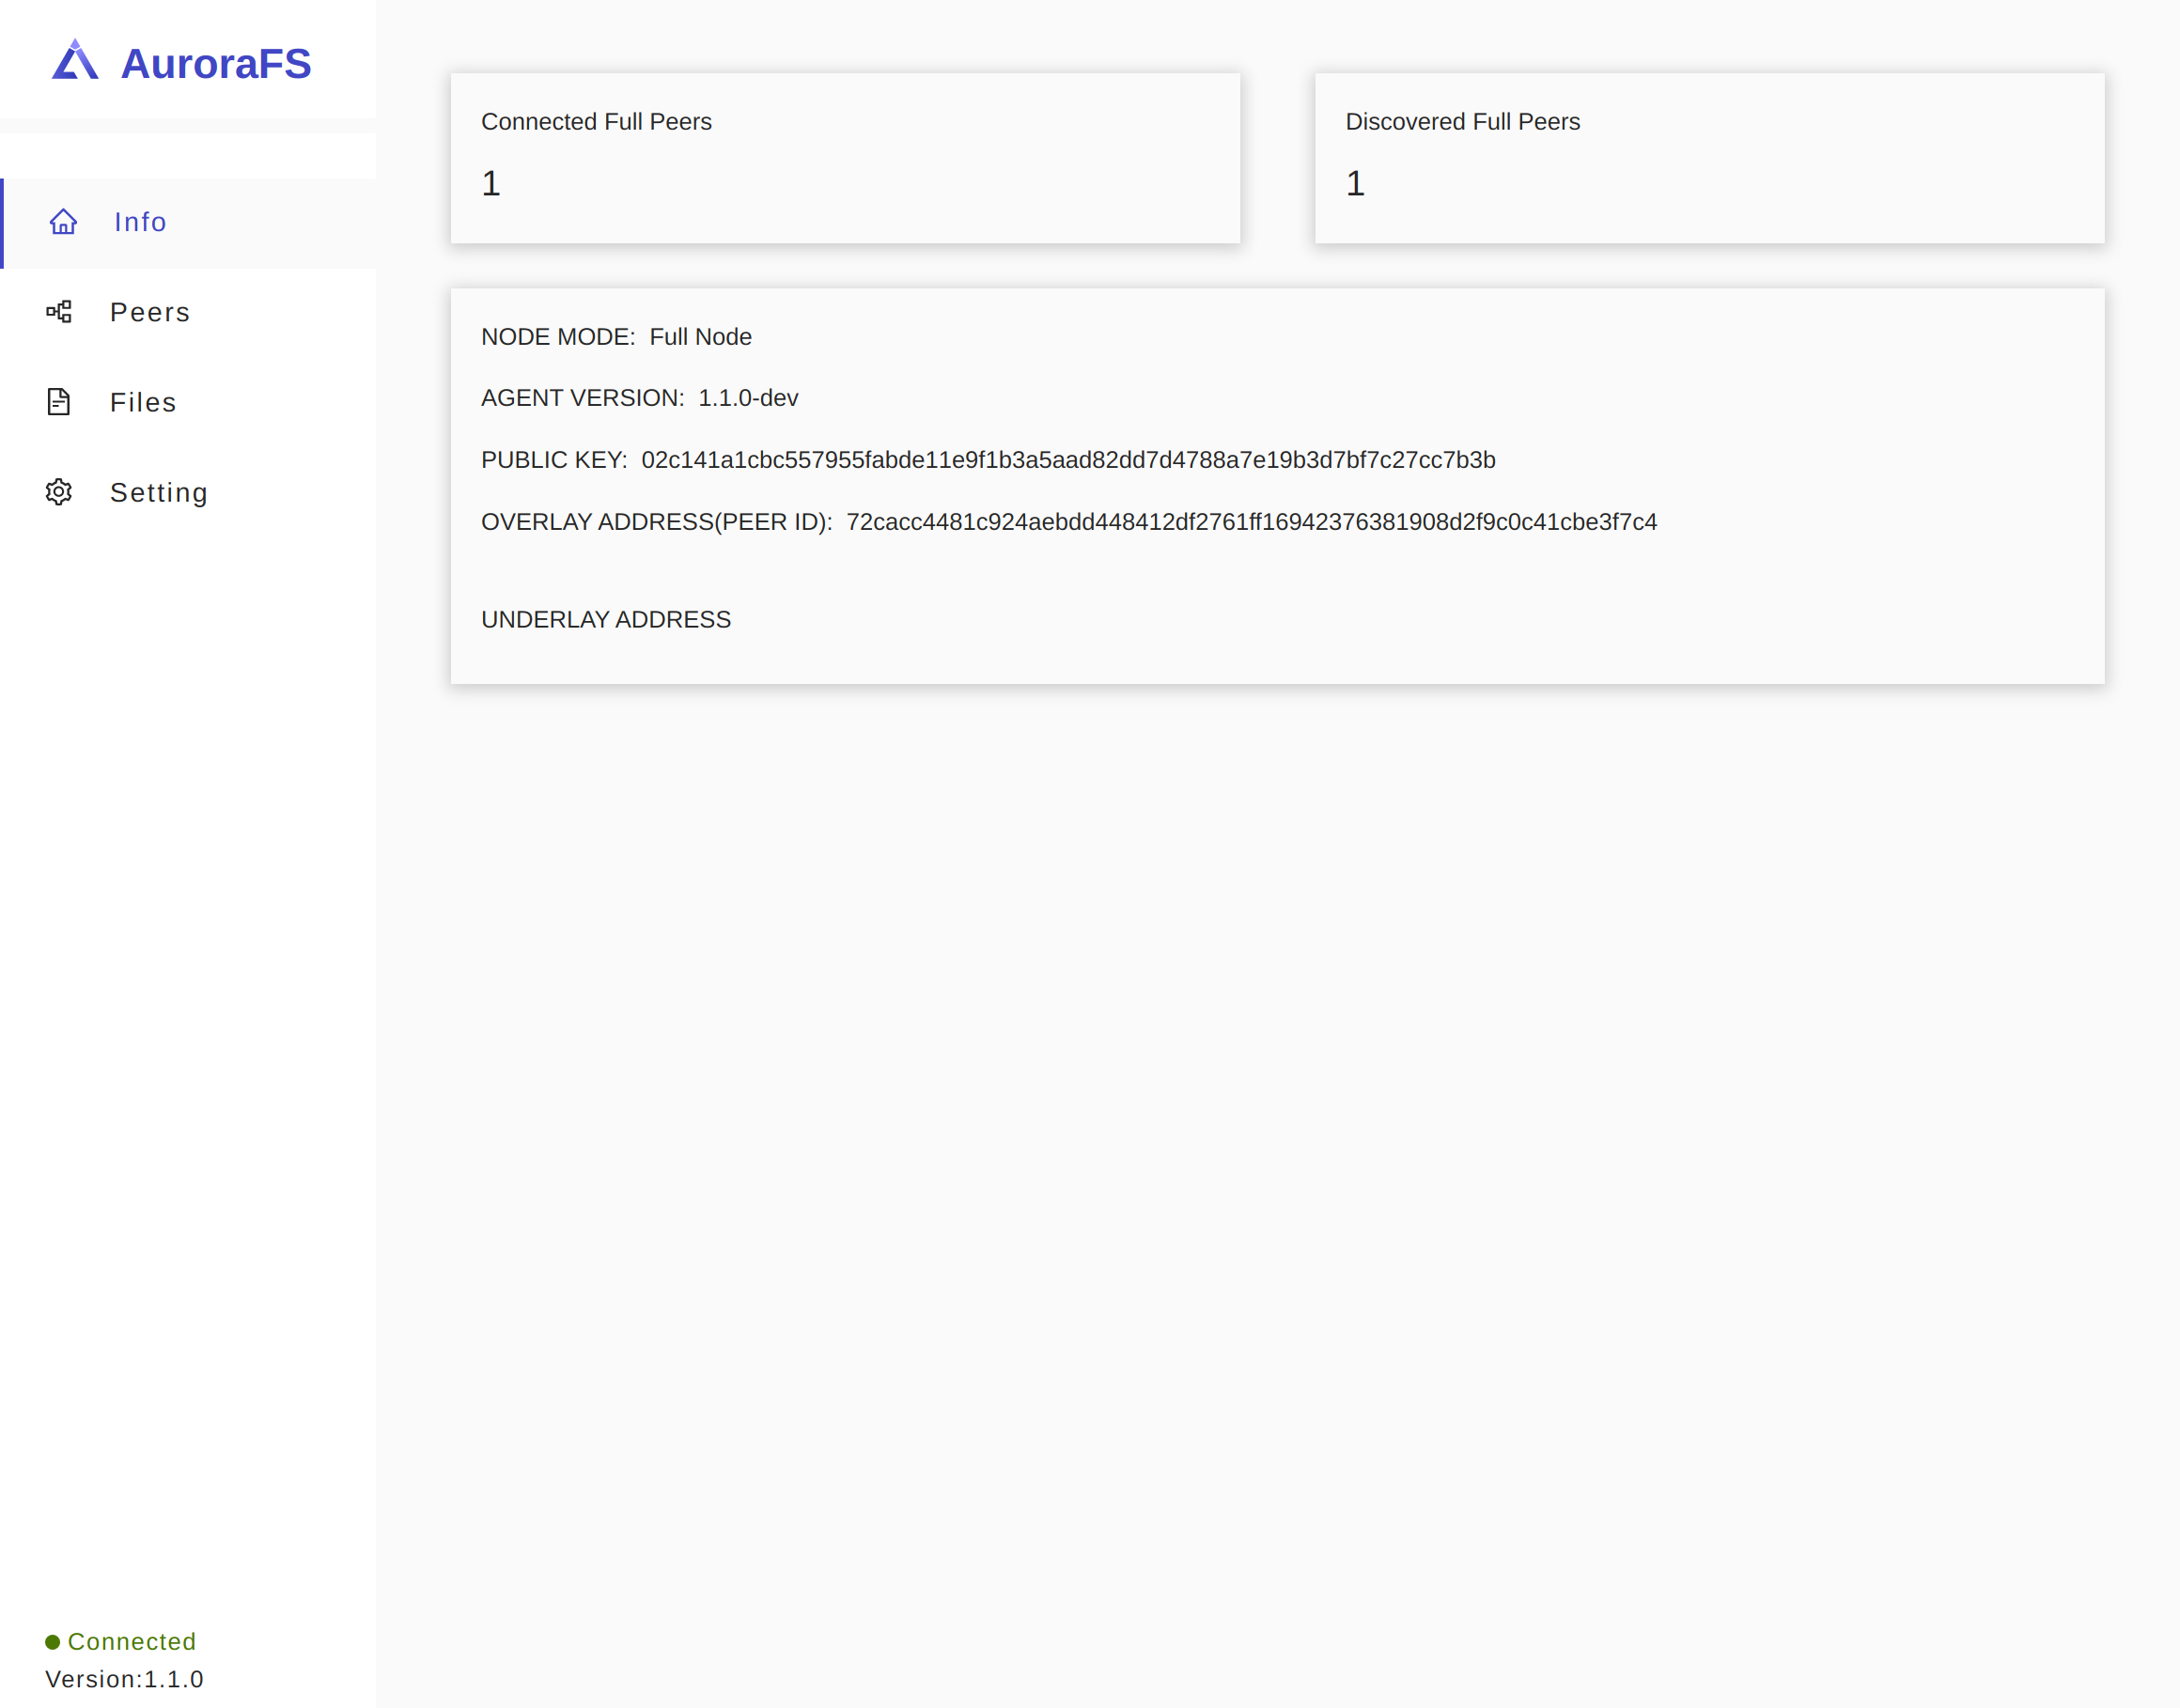 AuroraFS
Info
Peers
Files
Setting
Connected
Version:1.1.0
Connected Full Peers
1
Discovered Full Peers
1
NODE MODE: Full Node
AGENT VERSION: 1.1.0-dev
PUBLIC KEY: 02c141a1cbc557955fabde11e9f1b3a5aad82dd7d4788a7e19b3d7bf7c27cc7b3b
OVERLAY ADDRESS(PEER ID): 72cacc4481c924aebdd448412df2761ff16942376381908d2f9c0c41cbe3f7c4
UNDERLAY ADDRESS